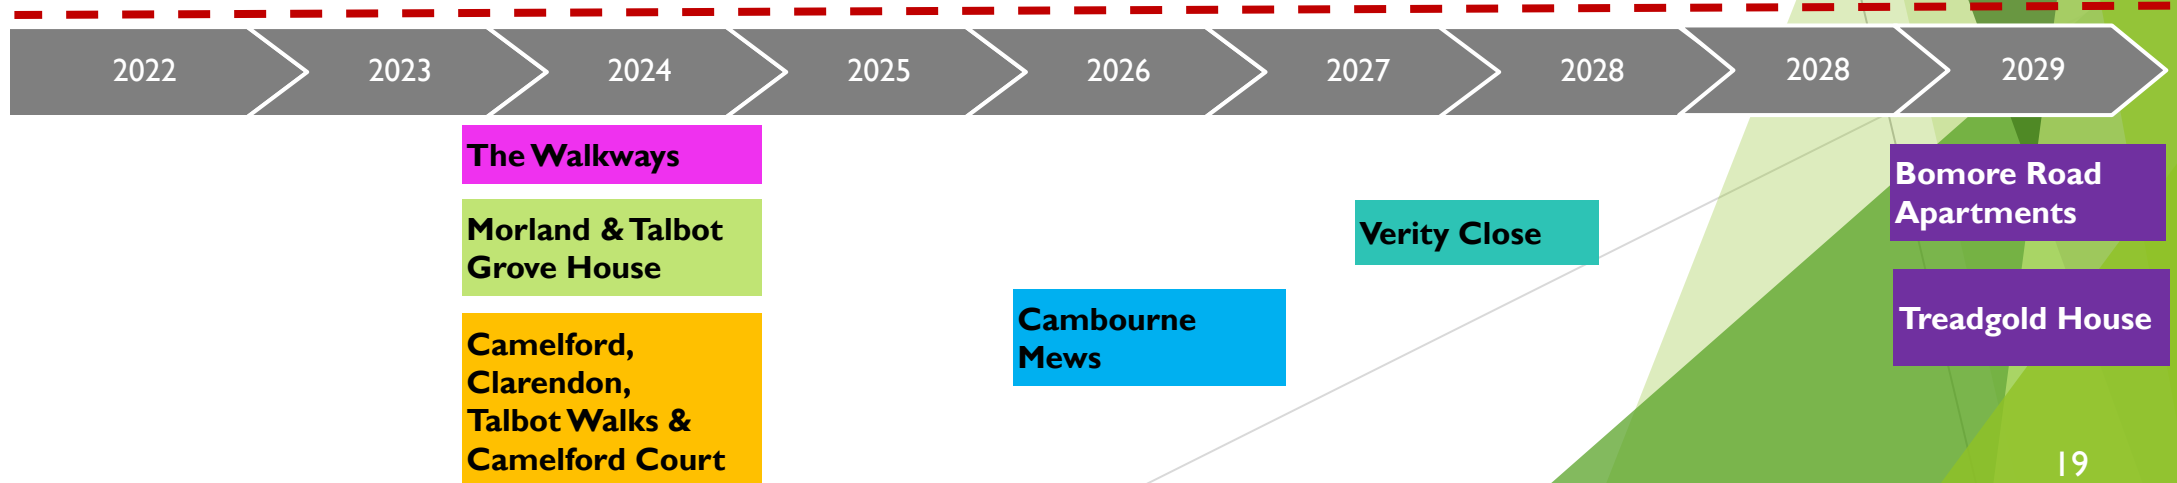 2022 2023 2024 2025 2026 2027 2028 2028 2029
The Walkways
Morland & Talbot
Grove House
Camelford,
Clarendon,
Talbot Walks &
Camelford Court
Cambourne
Mews
Verity Close
Bomore Road
Apartments
Treadgold House
19